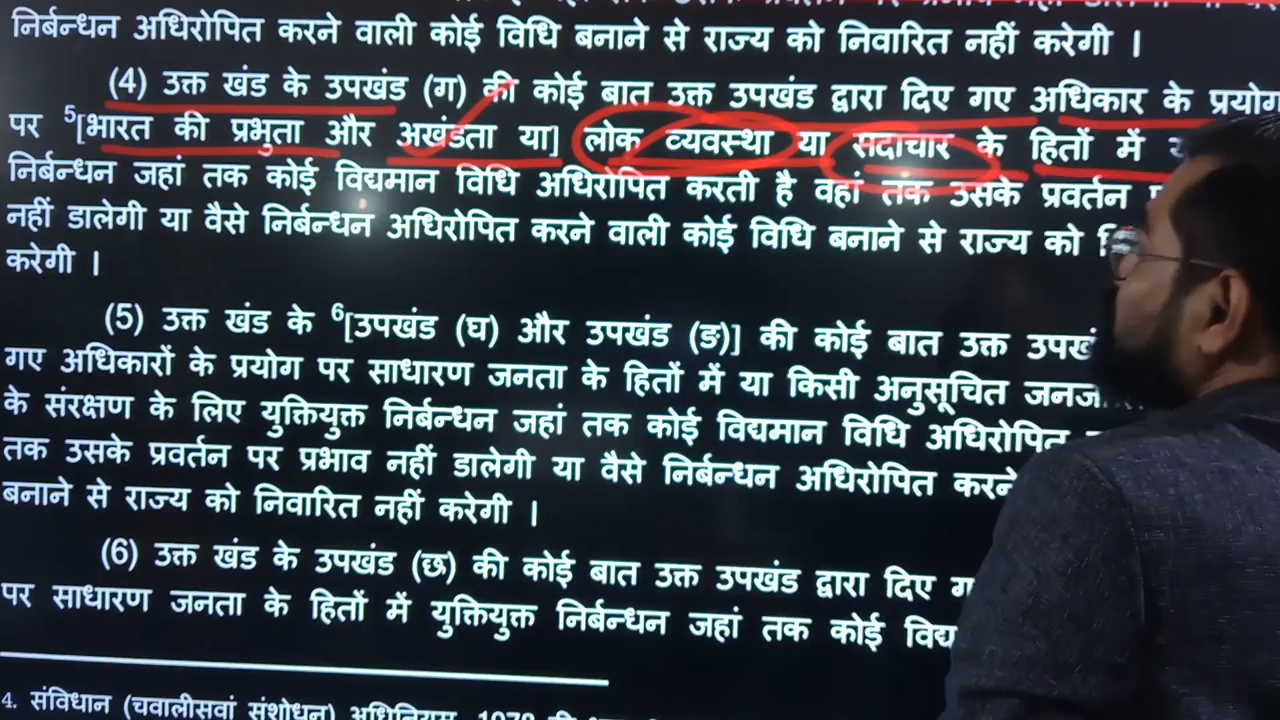 निर्बन्धन अधिरोपित करने वाली कोई विधि बनाने से राज्य को निवारित नहीं करेगी ।
(4) उक्त खंड के उपखंड (ग) की कोई बात उक्त उपखंड द्वारा दिए गए अधिकार के प्रयोग
पर 5[भारत की प्रभुता और अखंडता या] लोक व्यवस्था या सदाचार के हितों में
निर्बन्धन जहां तक कोई विद्यमान विधि अधिरोपित करती है वहां तक उसके प्रवर्तन
नहीं डालेगी या वैसे निर्बन्धन अधिरोपित करने वाली कोई विधि बनाने से राज्य को
करेगी ।
(5) उक्त खंड के 6[उपखंड (घ) और उपखंड (ङ)] की कोई बात उक्त
गए अधिकारों के प्रयोग पर साधारण जनता के हितों में या किसी अनुसूचित
के संरक्षण के लिए युक्तियुक्त निर्बन्धन जहां तक कोई विद्यमान विधि अधिरोपित
तक उसके प्रवर्तन पर प्रभाव नहीं डालेगी या वैसे निर्बन्धन अधिरोपित करने
बनाने से राज्य को निवारित नहीं करेगी ।
(6) उक्त खंड के उपखंड (छ) की कोई बात उक्त उपखंड द्वारा दिए
पर साधारण जनता के हितों में युक्तियुक्त निर्बन्धन जहां तक कोई
4. संविधान (चवालीसवां संशोधन) अधिनियम, 1978 की